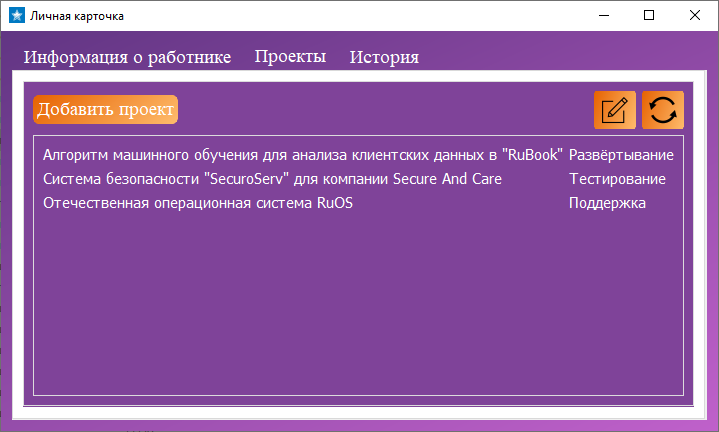 Личная карточка
Информация о работнике Проекты История
Добавить проект
Алгоритм машинного обучения для анализа клиентских данных в "RuBook" Развёртывание
Система безопасности "SecuroServ" для компании Secure And Care Тестирование
Отечественная операционная система RuOS Поддержка